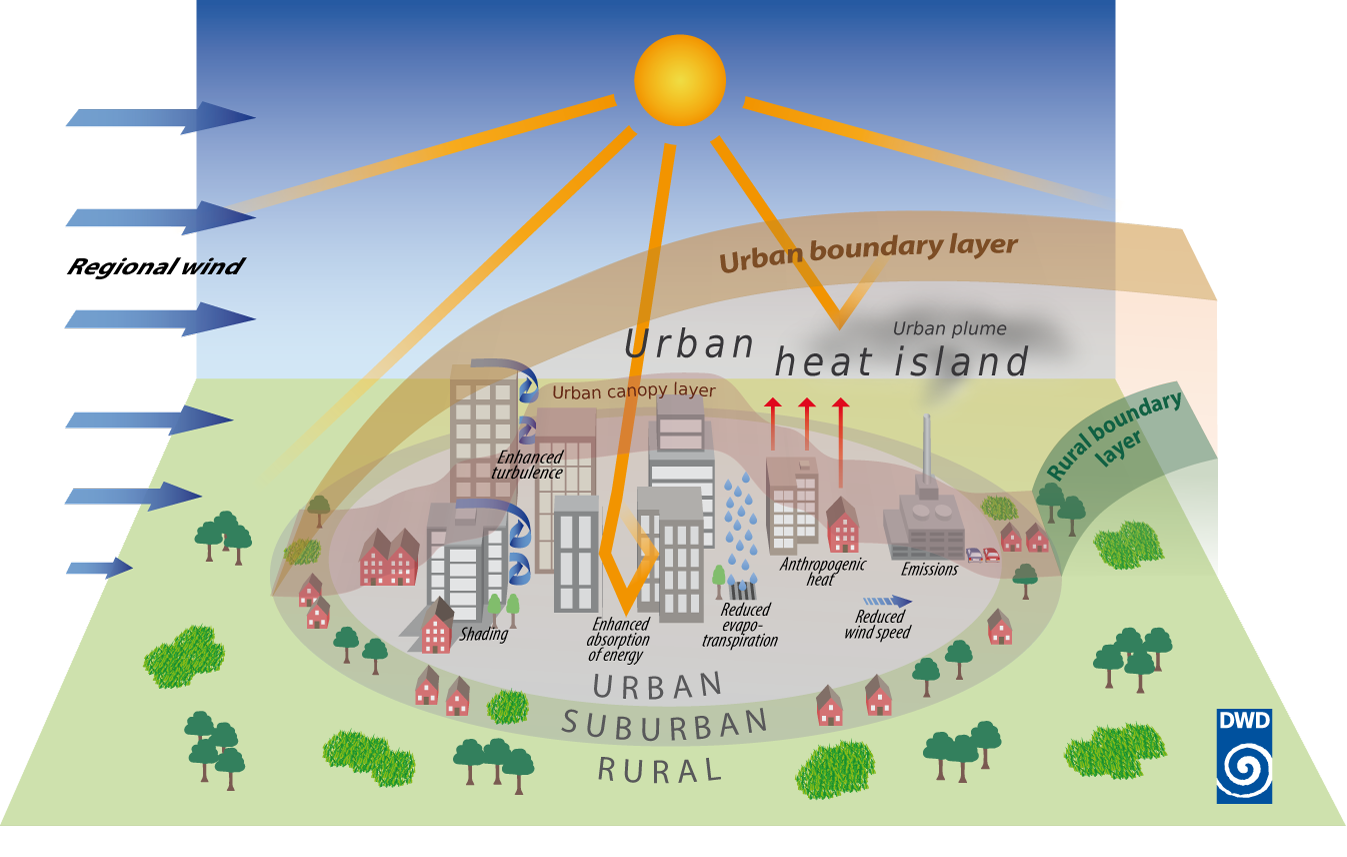 Regional wind
Urban boundary layer
Urban plume
Urban
heat island
Urban canopy layer
Rural boundary
layer
Enhanced
turbulence
Anthropogenic
heat
Emissions
Shading
Enhanced
absorption
of energy
Reduced
evapo-
transpiration
Reduced
wind speed
URBAN
SUBURBAN
RURAL
DWD